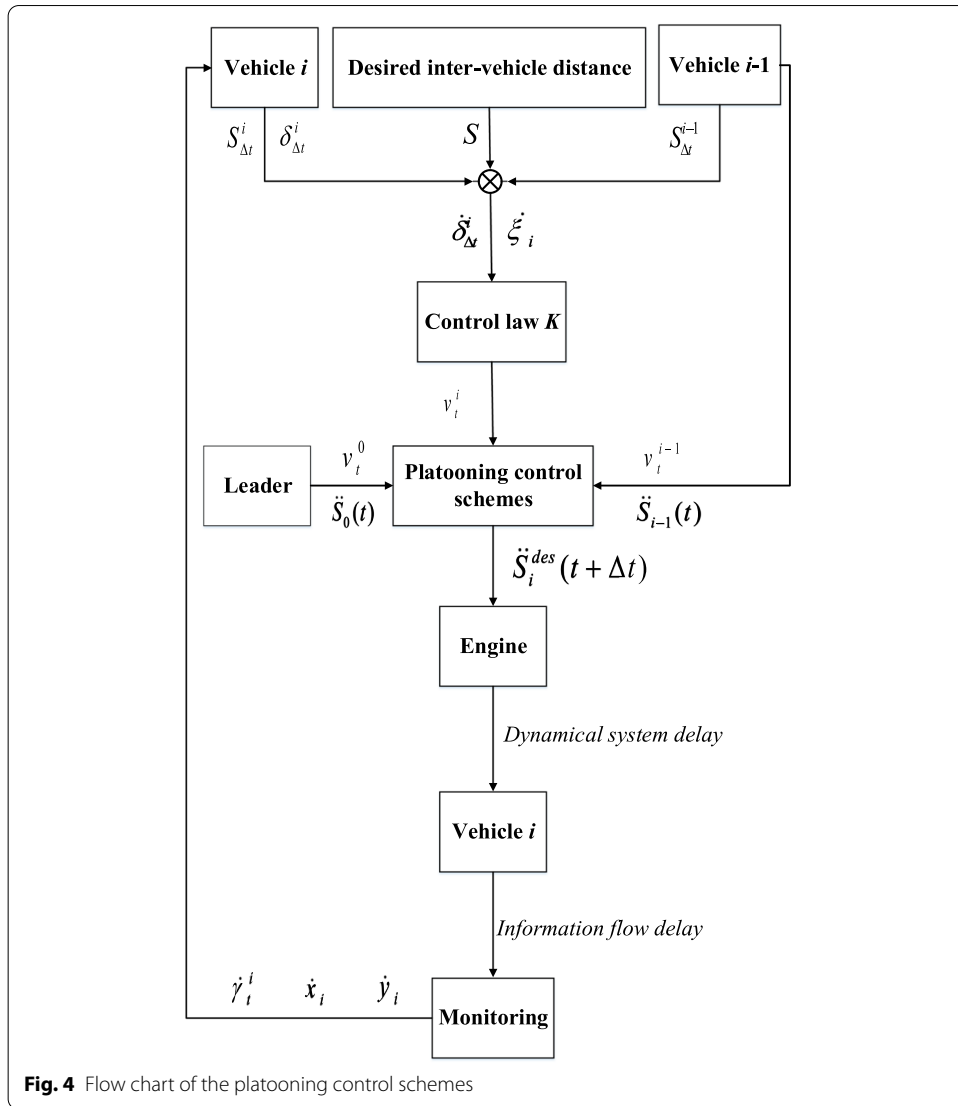 Vehicle i
Desired inter-vehicle distance
Vehicle i-1
S^i_Δt δ^i_Δt
S
S^{i-1}_Δt
δ̇^i_Δt ξ̇_i
Control law K
v^i_t
Leader
v^0_t
S̈_0(t)
Platooning control
schemes
v^{i-1}_t
S̈_{i-1}(t)
S̈^{des}_i(t + Δt)
Engine
Dynamical system delay
Vehicle i
Information flow delay
γ̇^i_t ẋ_i ẏ_i
Monitoring
Fig. 4 Flow chart of the platooning control schemes